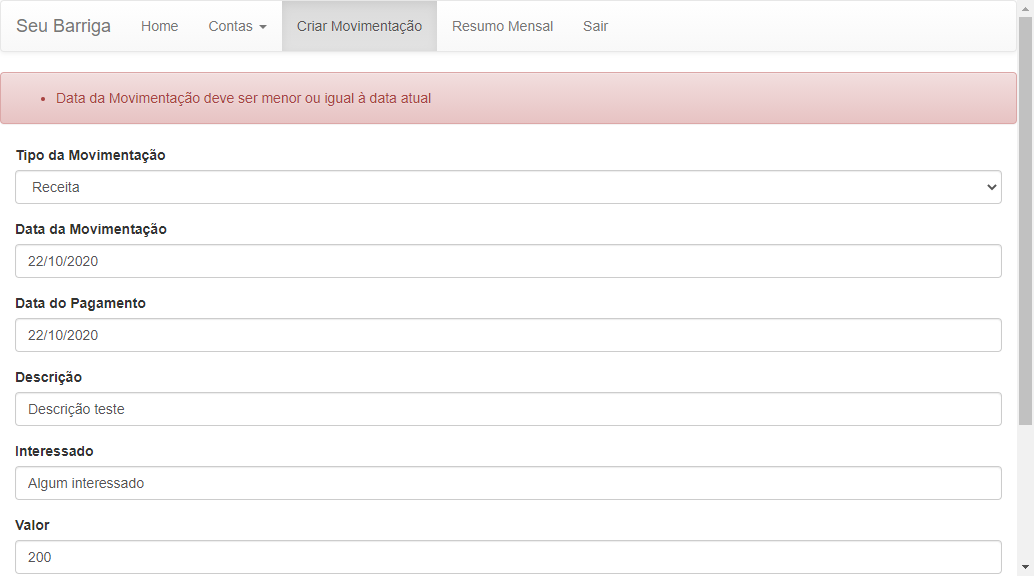 Seu Barriga Home Contas Criar Movimentação Resumo Mensal Sair
Data da Movimentação deve ser menor ou igual à data atual
Tipo da Movimentação
Receita
Data da Movimentação
22/10/2020
Data do Pagamento
22/10/2020
Descrição
Descrição teste
Interessado
Algum interessado
Valor
200